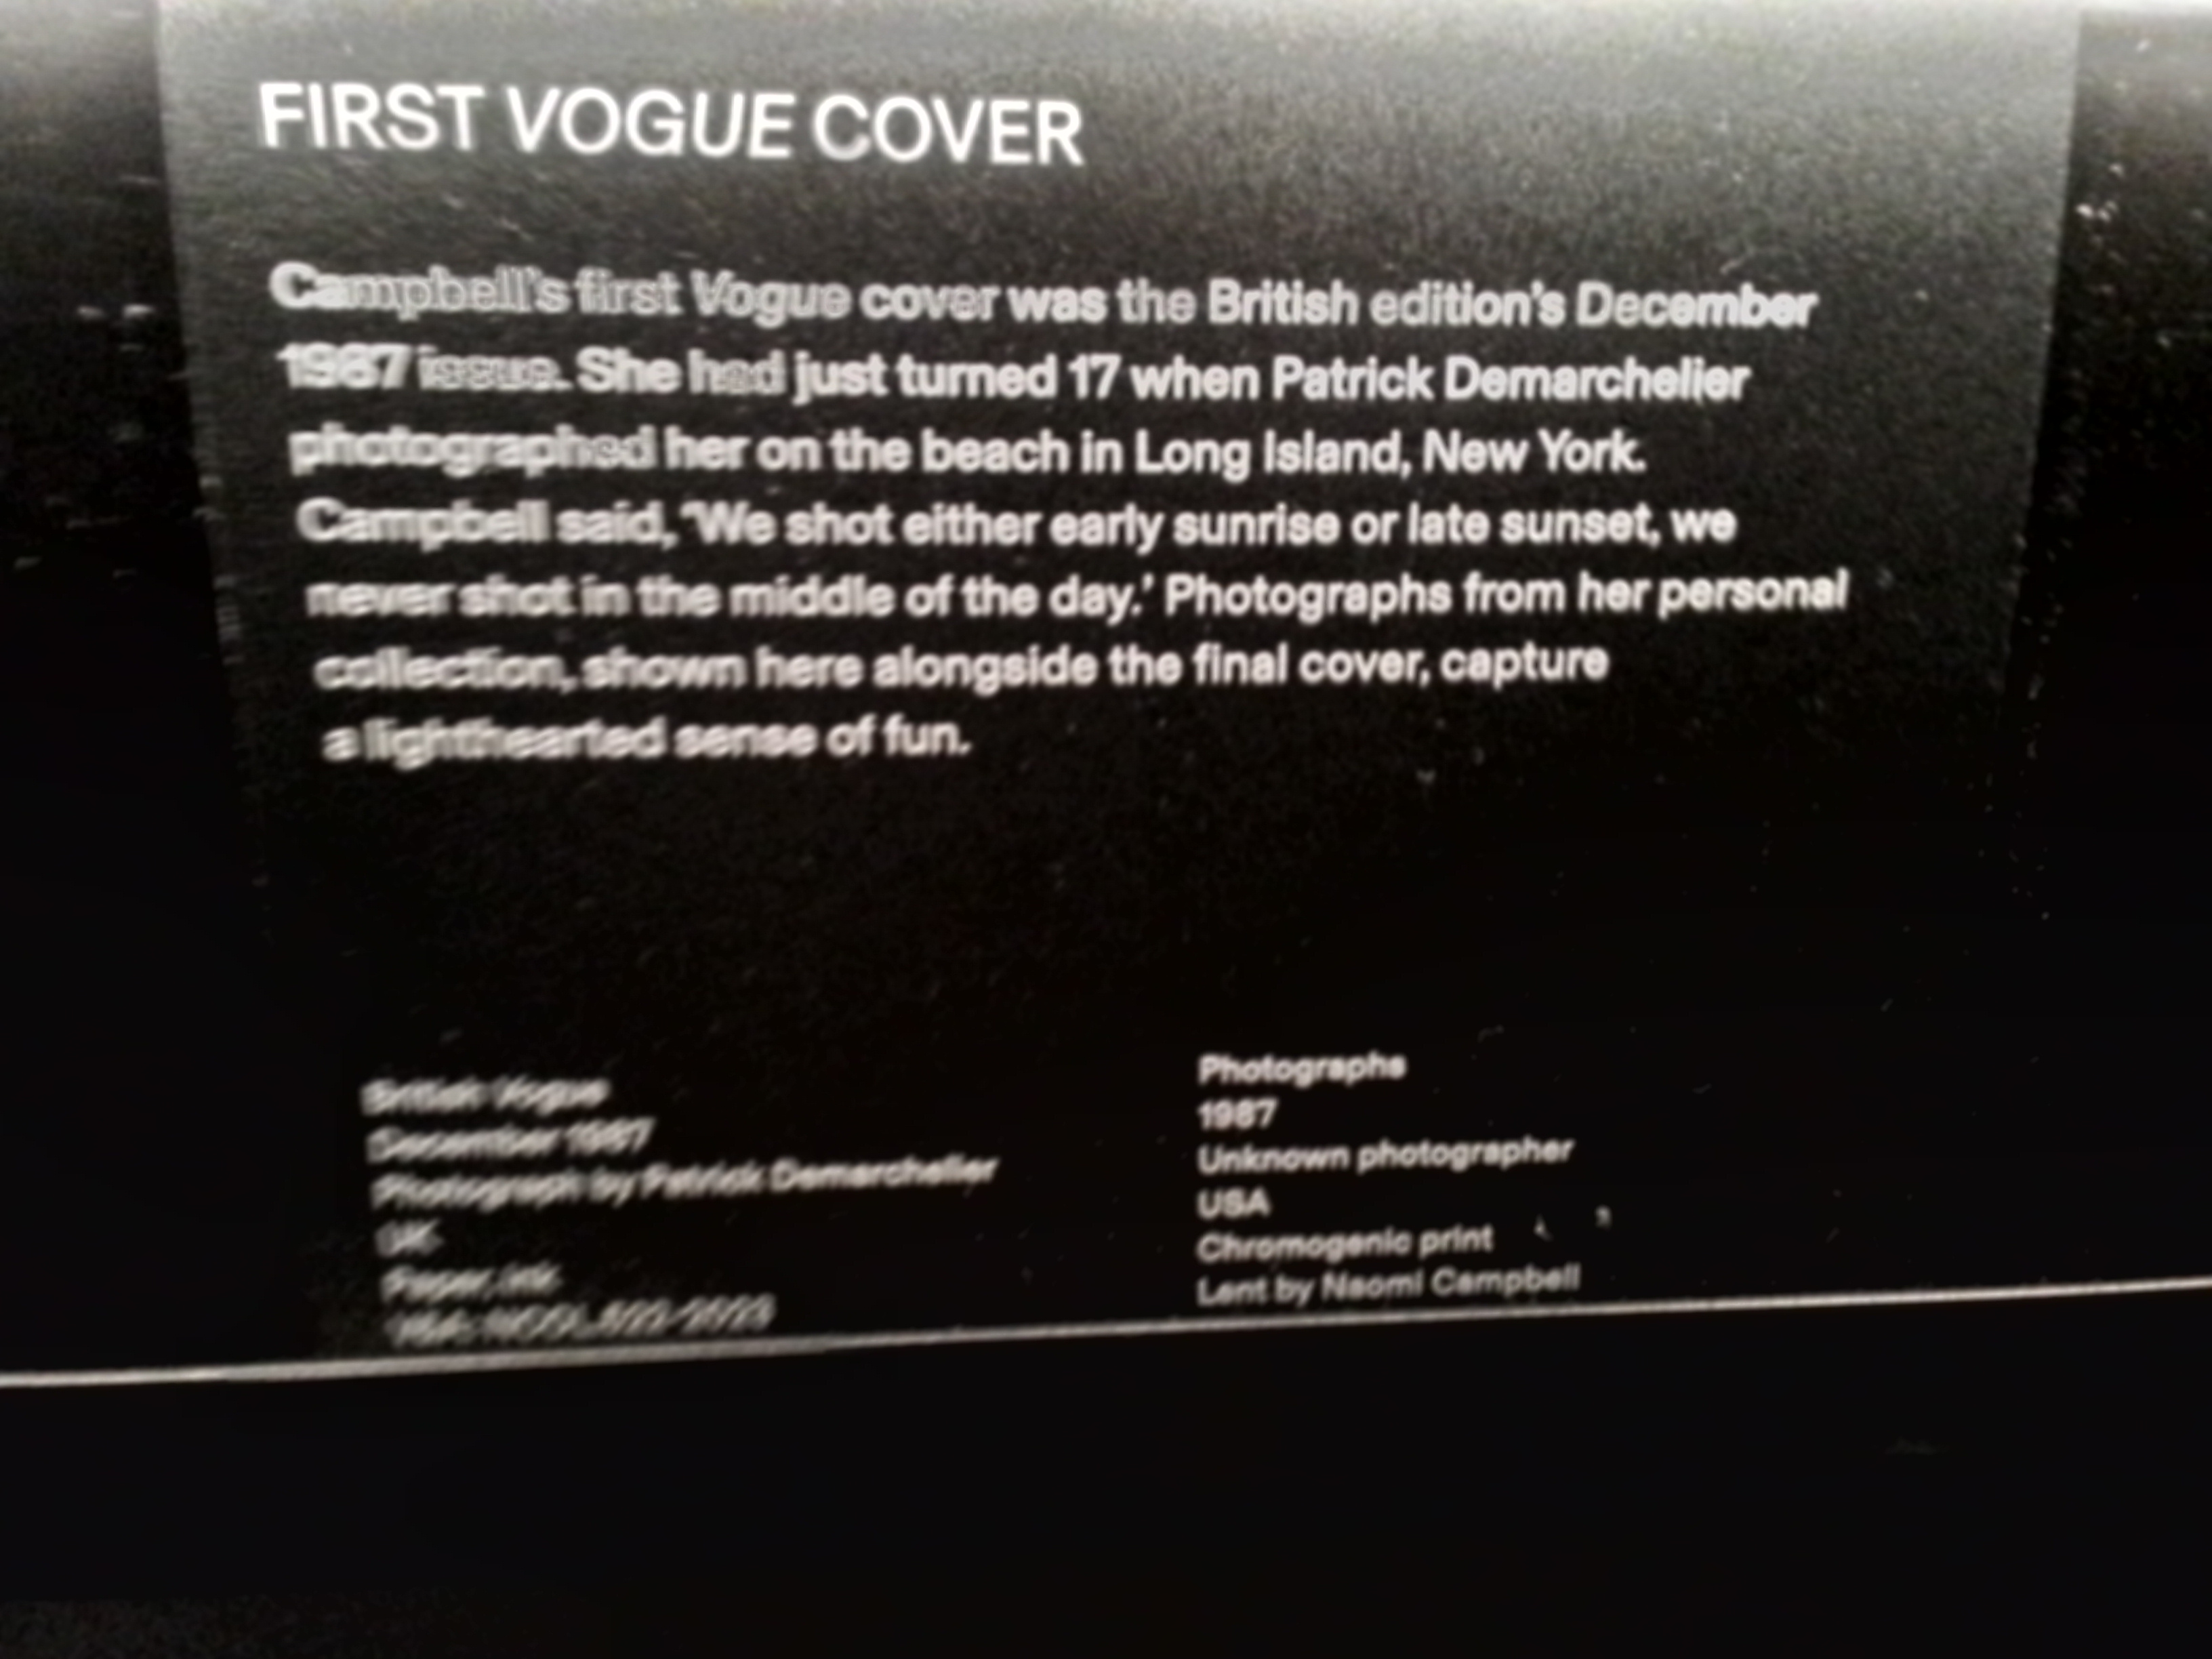 FIRST VOGUE COVER
Campbell's first Vogue cover was the British edition's December
1987 issue. She had just turned 17 when Patrick Demarchelier
photographed her on the beach in Long Island, New York.
Campbell said, 'We shot either early sunrise or late sunset, we
never shot in the middle of the day.' Photographs from her personal
collection, shown here alongside the final cover, capture
a lighthearted sense of fun.
British Vogue
December 1987
Photograph by Patrick Demarchelier
UK
Paper, ink
Photographs
1987
Unknown photographer
USA
Chromogenic print
Lent by Naomi Campbell